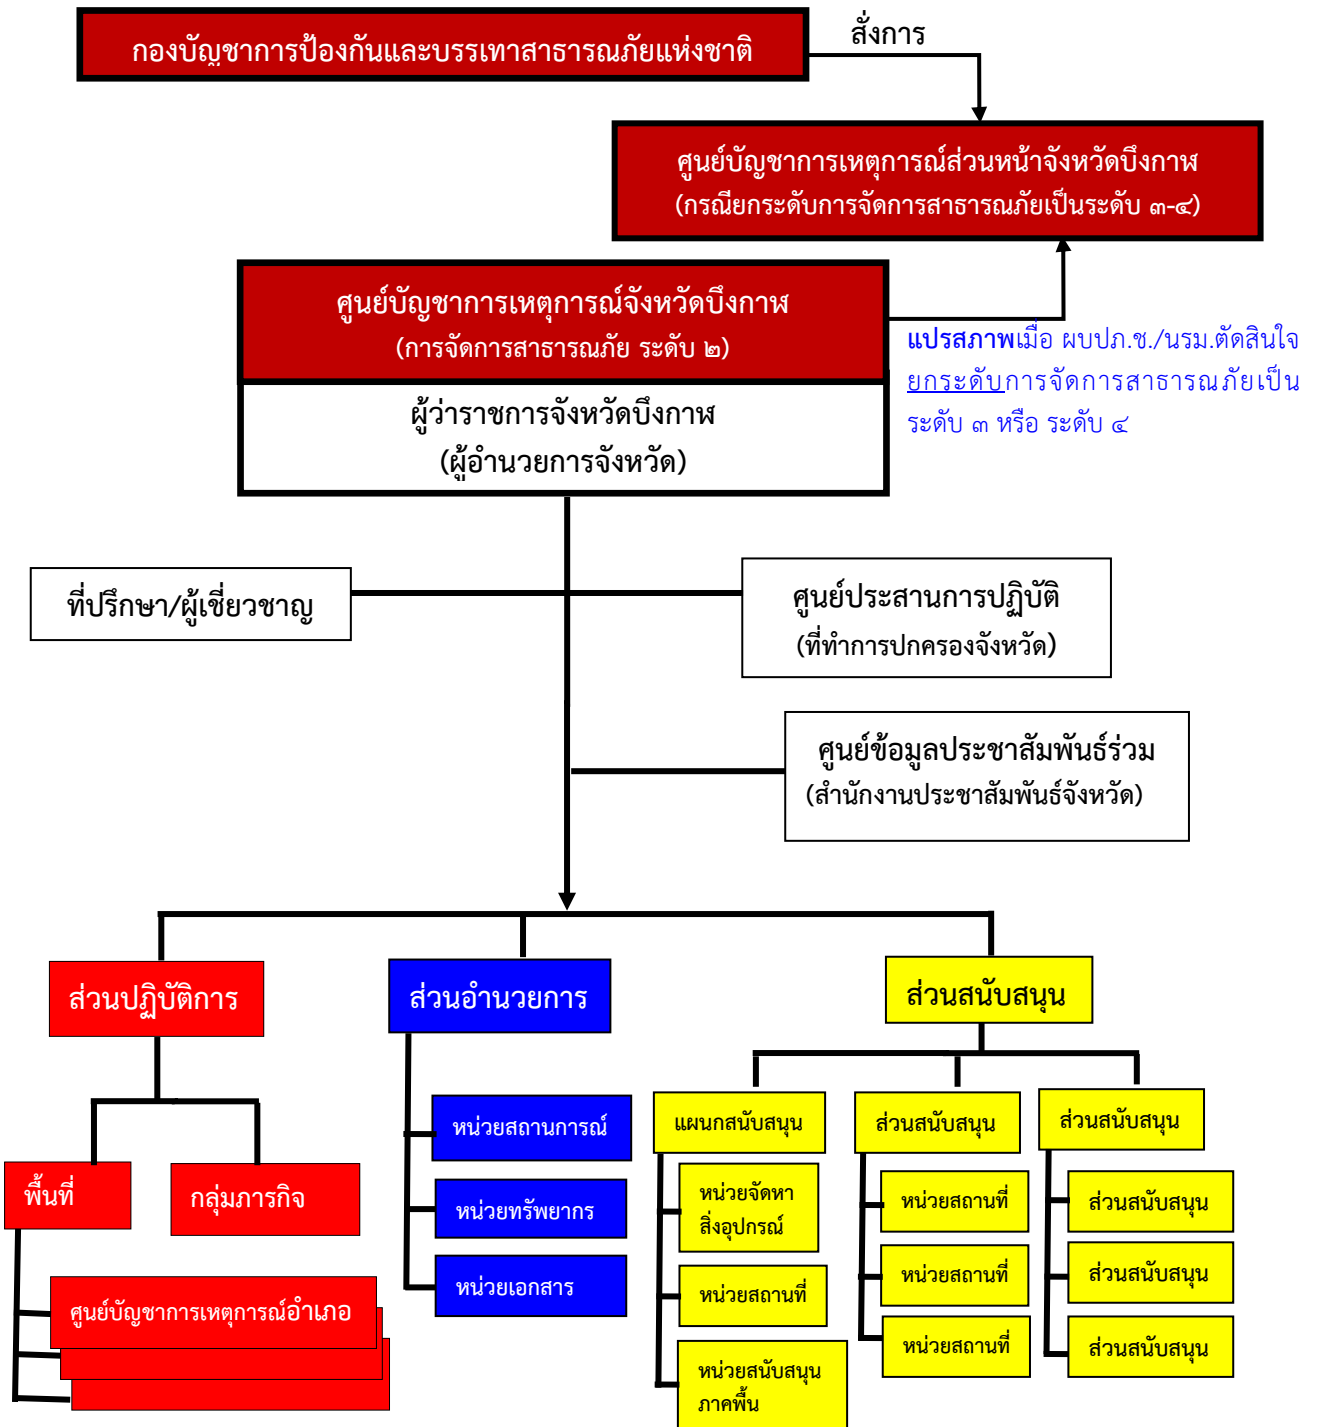 กองบัญชาการป้องกันและบรรเทาสาธารณภัยแห่งชาติ
สั่งการ
ศูนย์บัญชาการเหตุการณ์ส่วนหน้าจังหวัดบึงกาฬ
(กรณียกระดับการจัดการสาธารณภัยเป็นระดับ ๓-๔)
ศูนย์บัญชาการเหตุการณ์จังหวัดบึงกาฬ
(การจัดการสาธารณภัย ระดับ ๒)
แปรสภาพเมื่อ ผบปภ.ช./นรม.ตัดสินใจ
ยกระดับการจัดการสาธารณภัยเป็น
ระดับ ๓ หรือ ระดับ ๔
ผู้ว่าราชการจังหวัดบึงกาฬ
(ผู้อำนวยการจังหวัด)
ที่ปรึกษา/ผู้เชี่ยวชาญ
ศูนย์ประสานการปฏิบัติ
(ที่ทำการปกครองจังหวัด)
ศูนย์ข้อมูลประชาสัมพันธ์ร่วม
(สำนักงานประชาสัมพันธ์จังหวัด)
ส่วนปฏิบัติการ
ส่วนอำนวยการ
ส่วนสนับสนุน
พื้นที่
กลุ่มภารกิจ
ศูนย์บัญชาการเหตุการณ์อำเภอ
หน่วยสถานการณ์
หน่วยทรัพยากร
หน่วยเอกสาร
แผนกสนับสนุน
หน่วยจัดหา
สิ่งอุปกรณ์
หน่วยสถานที่
หน่วยสนับสนุน
ภาคพื้น
ส่วนสนับสนุน
หน่วยสถานที่
หน่วยสถานที่
หน่วยสถานที่
ส่วนสนับสนุน
ส่วนสนับสนุน
ส่วนสนับสนุน
ส่วนสนับสนุน